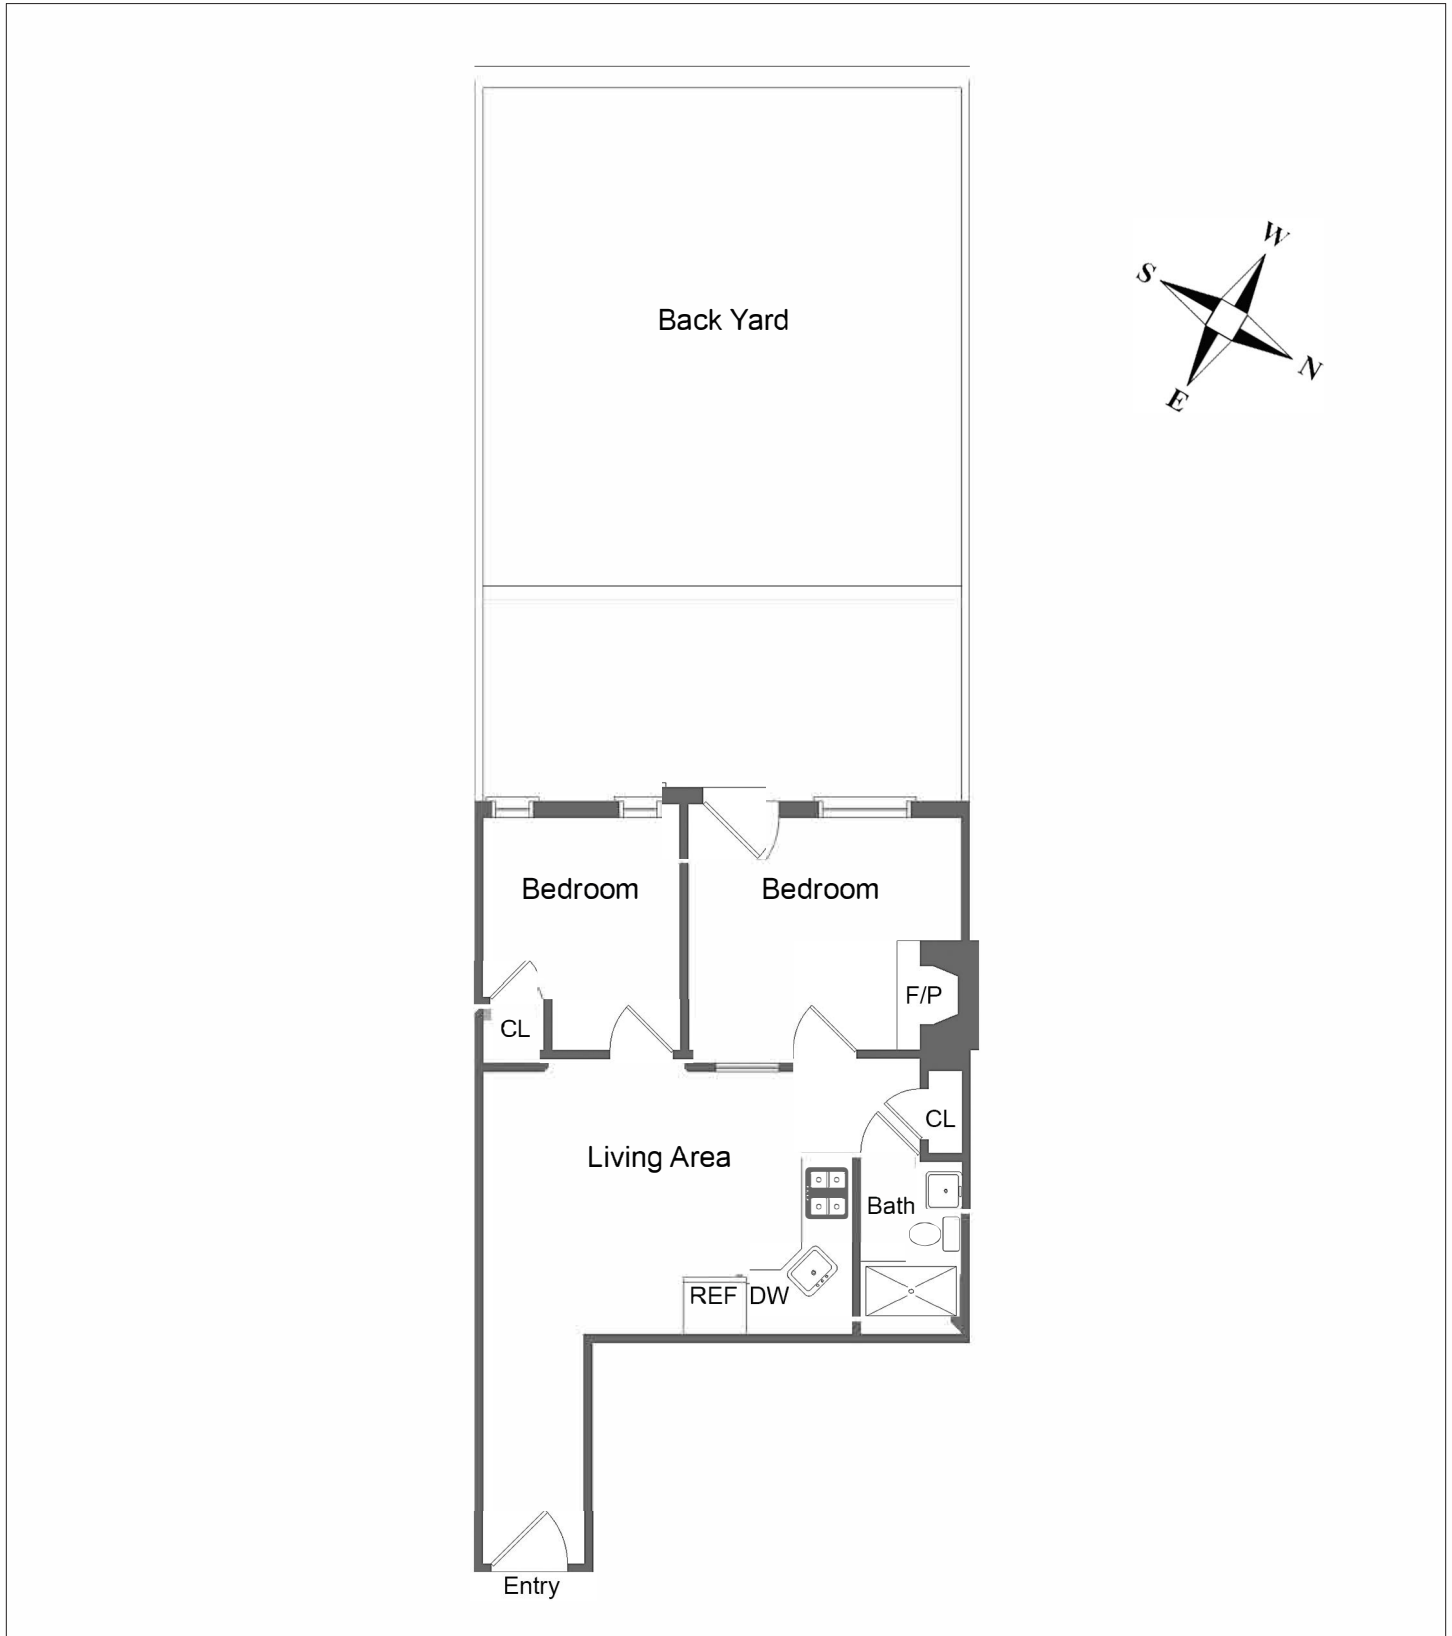 W
S
N
E
Back Yard
Bedroom
Bedroom
F/P
CL
CL
Living Area
Bath
REF DW
Entry